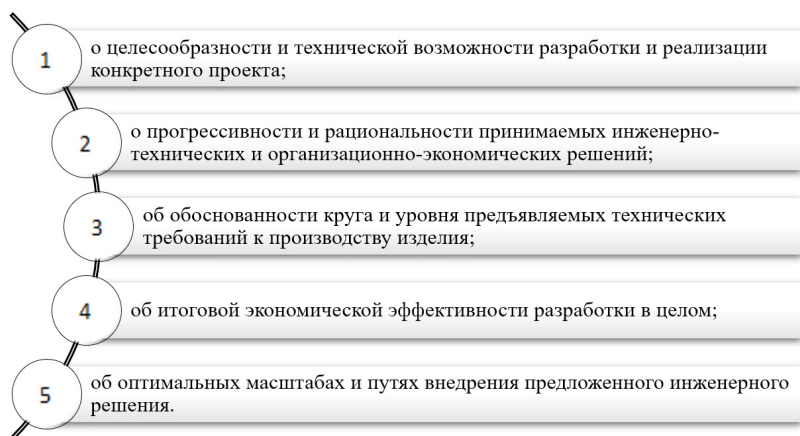 1
о целесообразности и технической возможности разработки и реализации
конкретного проекта;
2
о прогрессивности и рациональности принимаемых инженерно-
технических и организационно-экономических решений;
3
об обоснованности круга и уровня предъявляемых технических
требований к производству изделия;
4
об итоговой экономической эффективности разработки в целом;
5
об оптимальных масштабах и путях внедрения предложенного инженерного
решения.